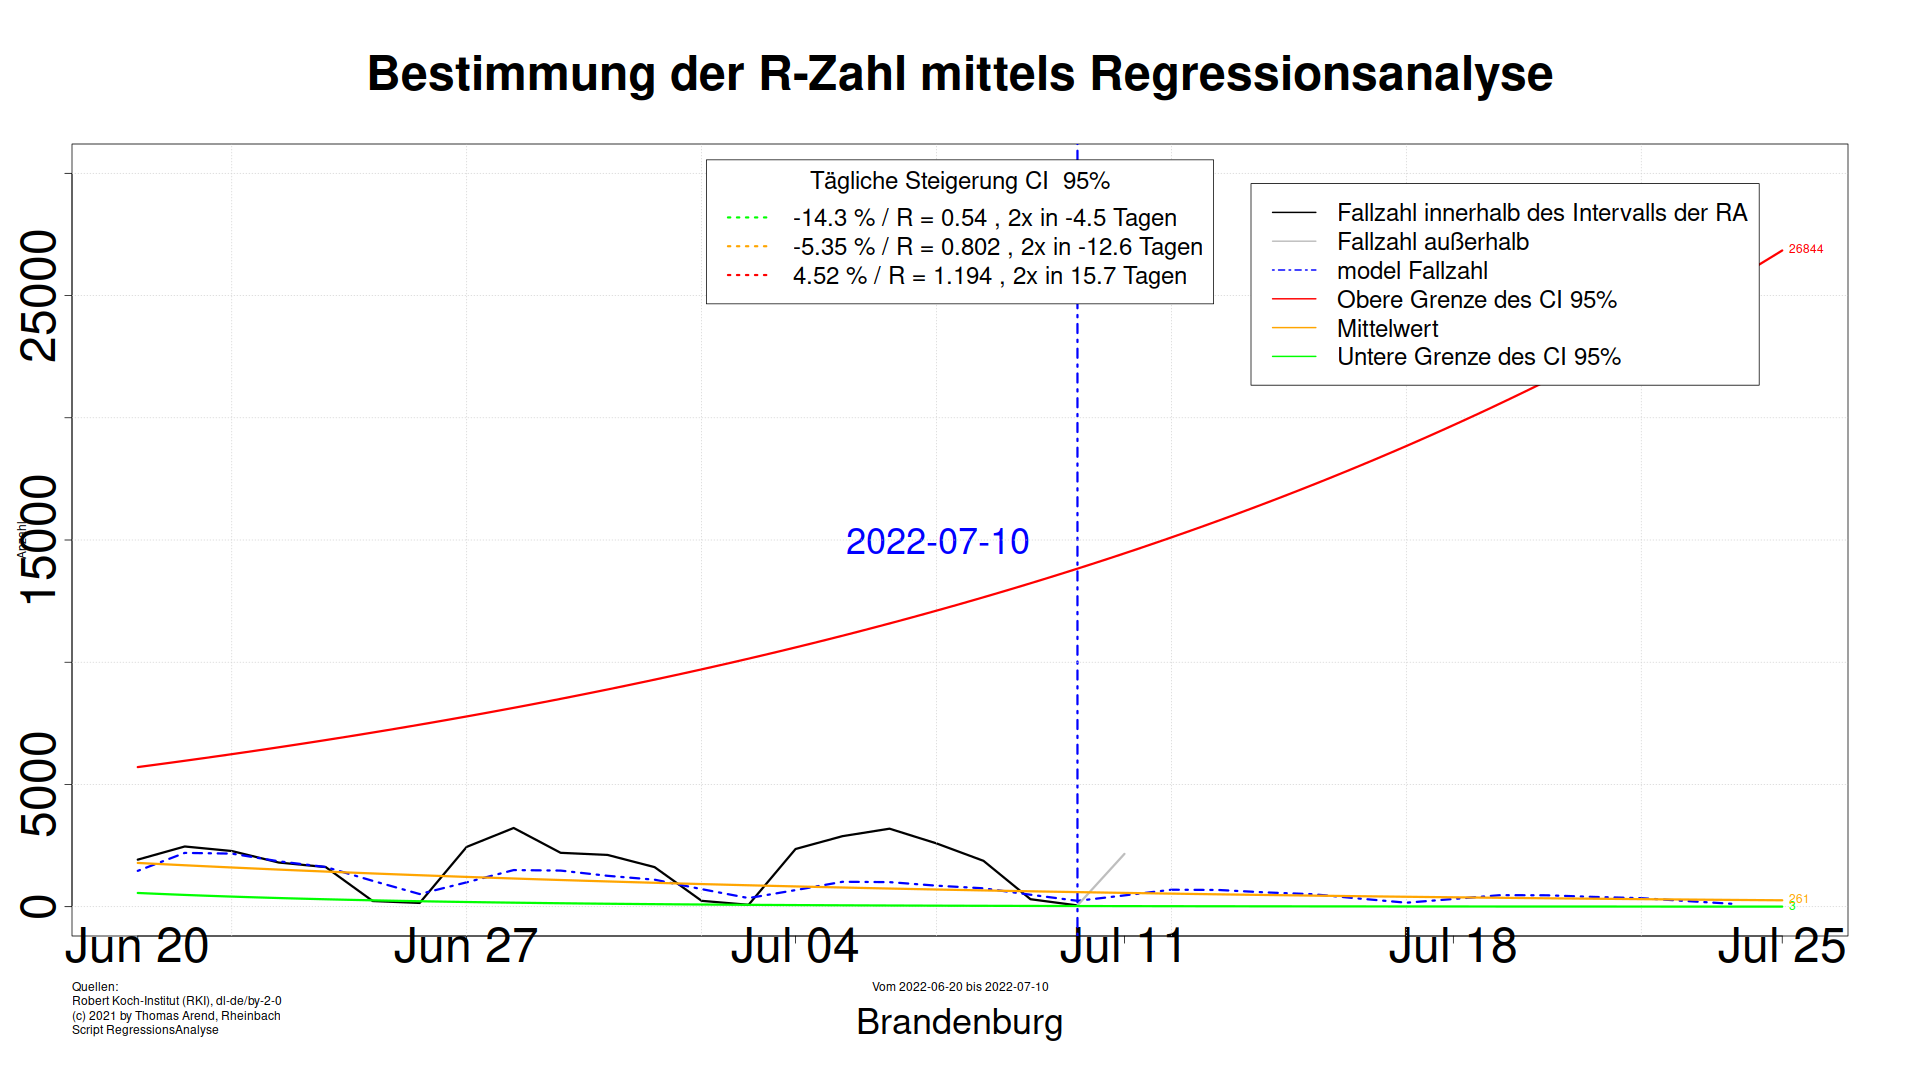 Bestimmung der R-Zahl mittels Regressionsanalyse
Tägliche Steigerung CI 95%
-14.3 % / R = 0.54 , 2x in -4.5 Tagen
-5.35 % / R = 0.802 , 2x in -12.6 Tagen
4.52 % / R = 1.194 , 2x in 15.7 Tagen
Fallzahl innerhalb des Intervalls der RA
Fallzahl außerhalb
model Fallzahl
Obere Grenze des CI 95%
Mittelwert
Untere Grenze des CI 95%
26844
25000
15000
5000
0
Anzahl
2022-07-10
261
3
Jun 20
Jun 27
Jul 04
Jul 11
Jul 18
Jul 25
Quellen:
Robert Koch-Institut (RKI), dl-de/by-2-0
(c) 2021 by Thomas Arend, Rheinbach
Script RegressionsAnalyse
Vom 2022-06-20 bis 2022-07-10
Brandenburg